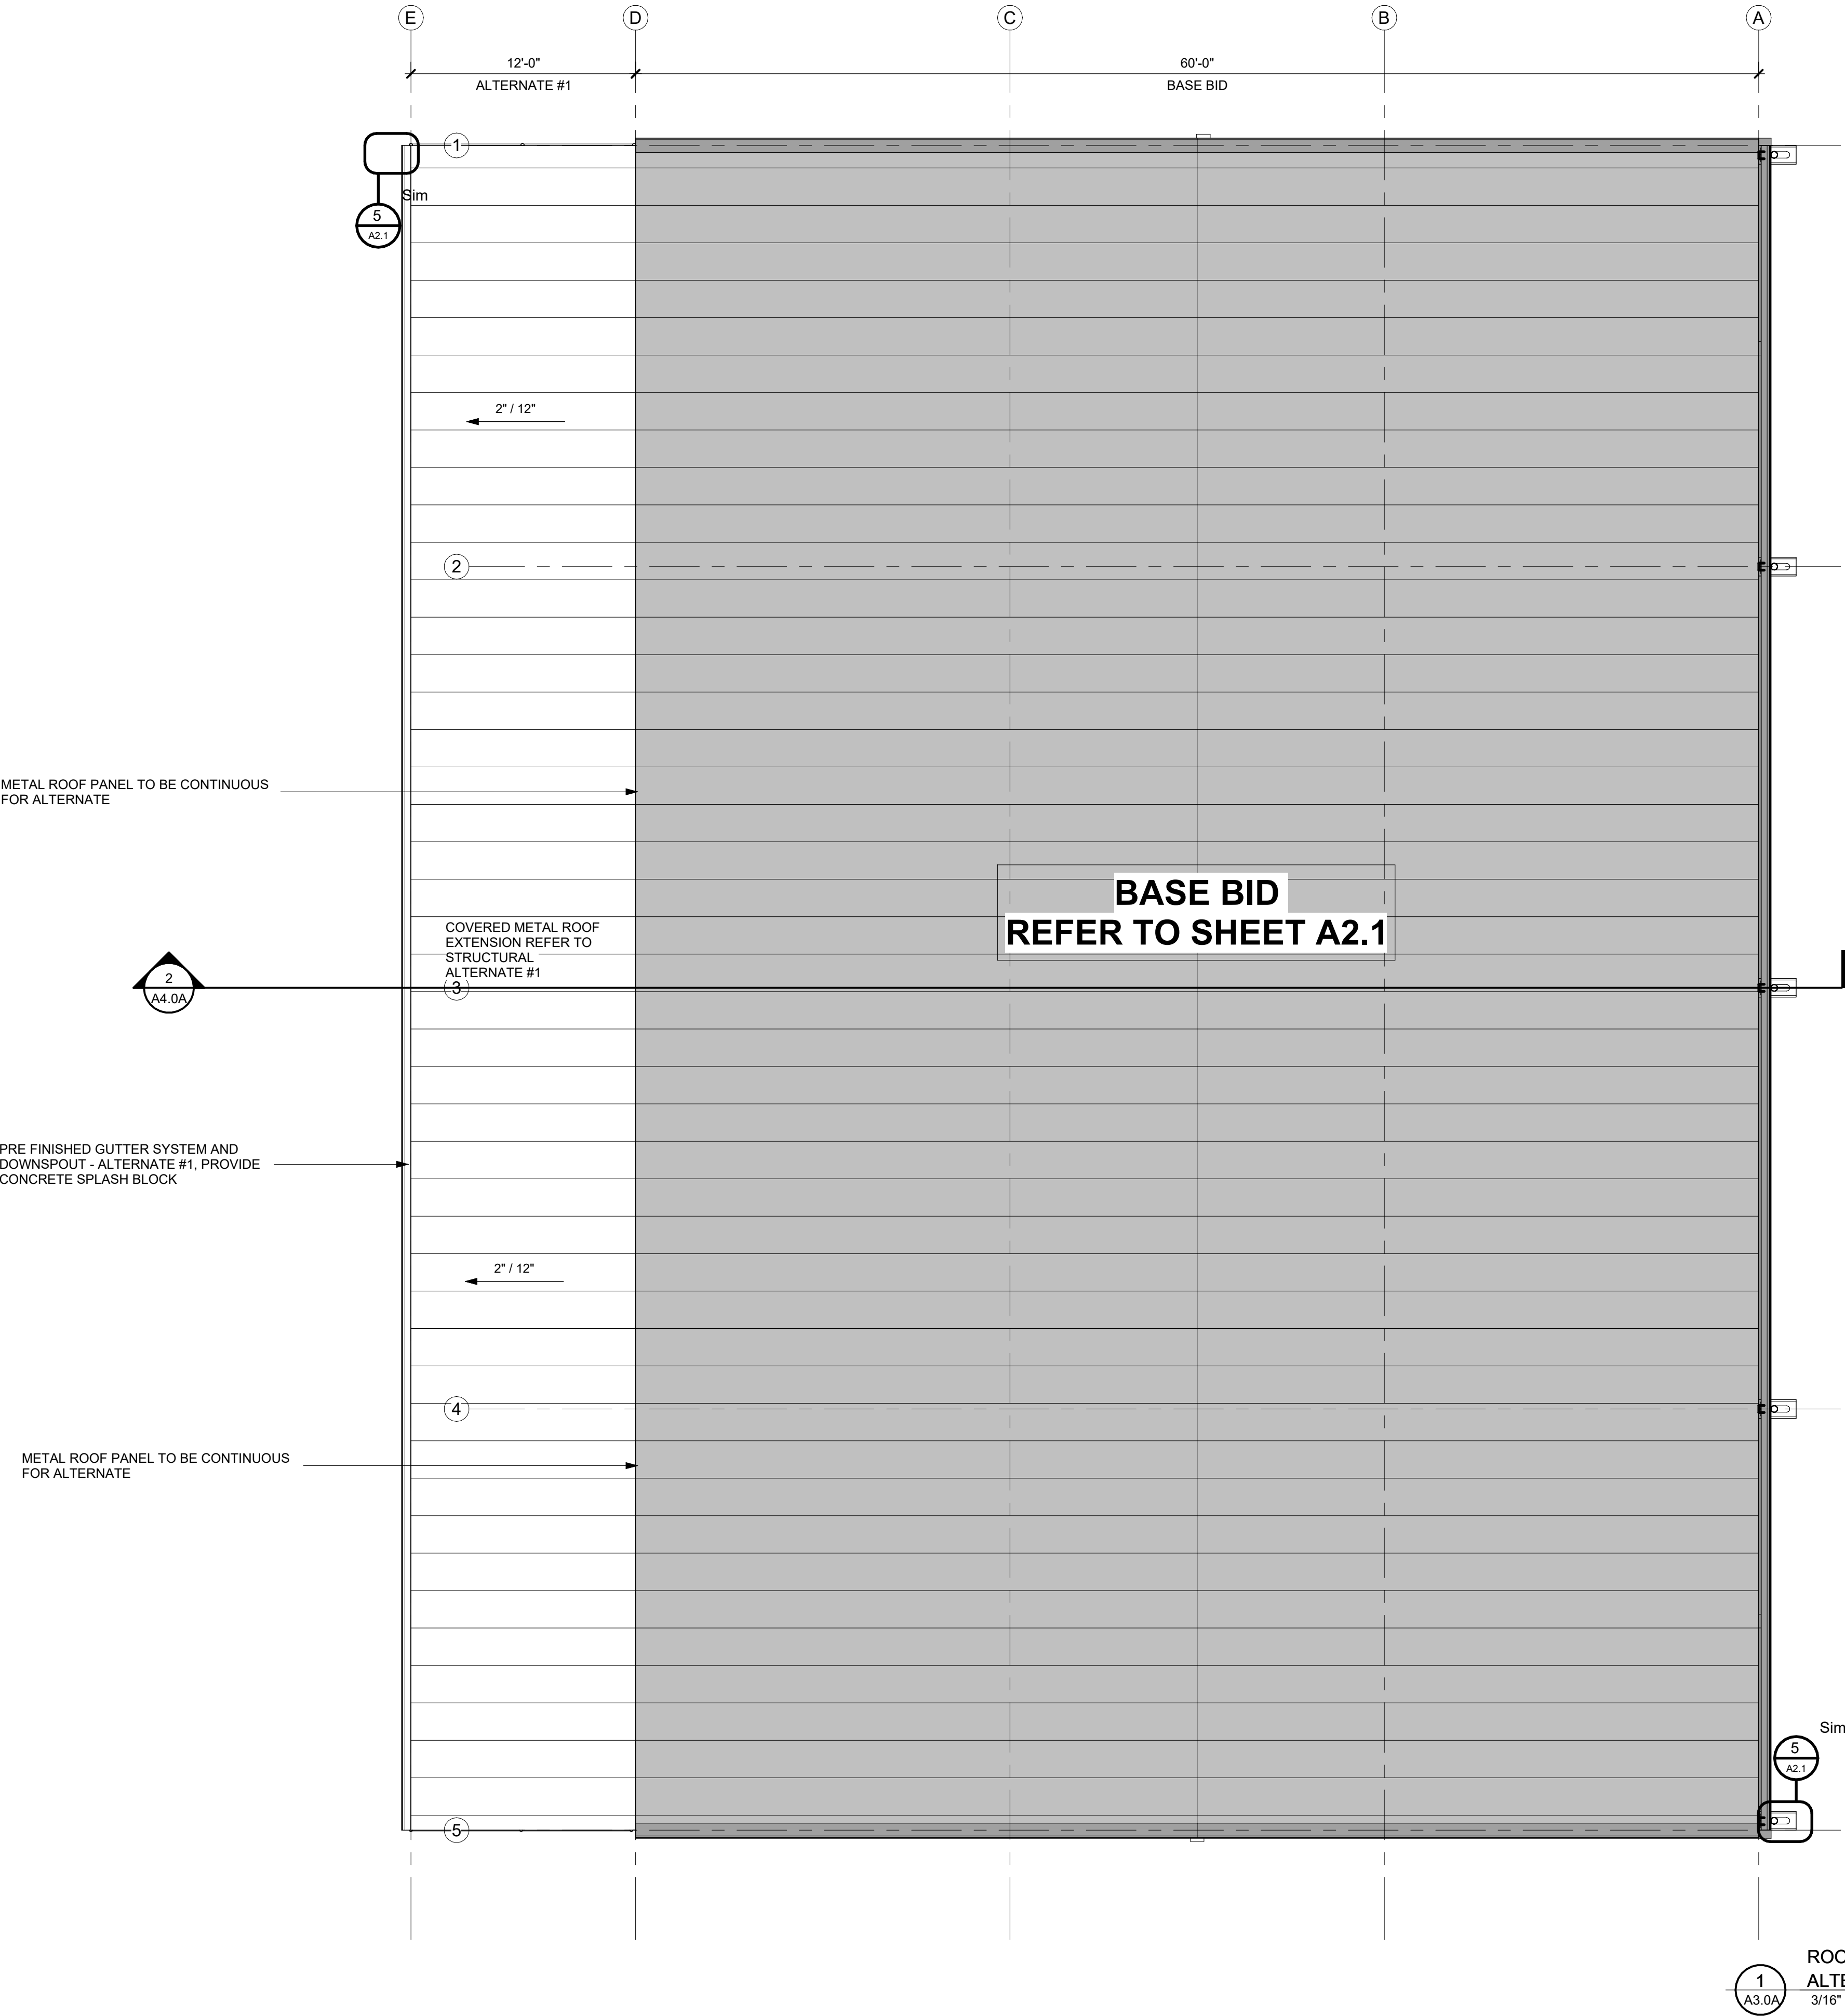 E
D
C
B
A
12'-0"
ALTERNATE #1
60'-0"
BASE BID
1
Sim
5
A2.1
2" / 12"
2
METAL ROOF PANEL TO BE CONTINUOUS
FOR ALTERNATE
BASE BID
REFER TO SHEET A2.1
COVERED METAL ROOF
EXTENSION REFER TO
STRUCTURAL
ALTERNATE #1
2
A4.0A
3
PRE FINISHED GUTTER SYSTEM AND
DOWNSPOUT - ALTERNATE #1, PROVIDE
CONCRETE SPLASH BLOCK
2" / 12"
4
METAL ROOF PANEL TO BE CONTINUOUS
FOR ALTERNATE
Sim
5
A2.1
5
1
A3.0A
3/16"